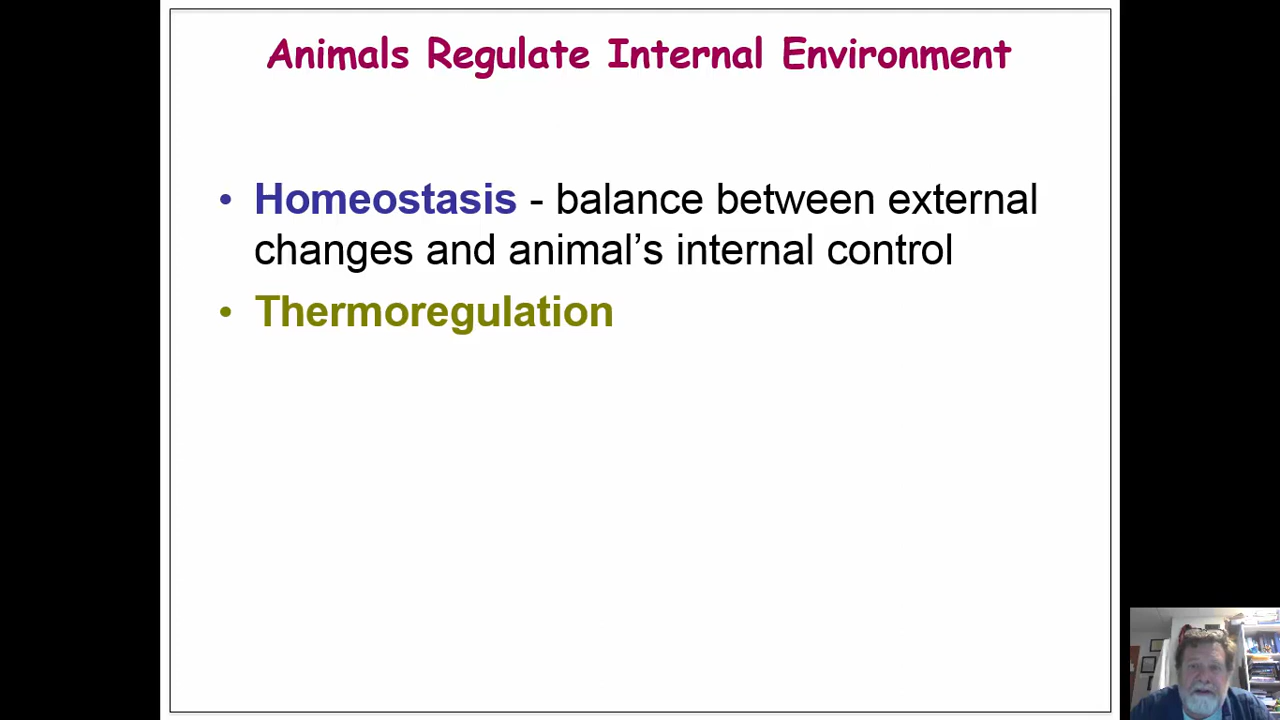 Animals Regulate Internal Environment
• Homeostasis - balance between external
changes and animal’s internal control
• Thermoregulation